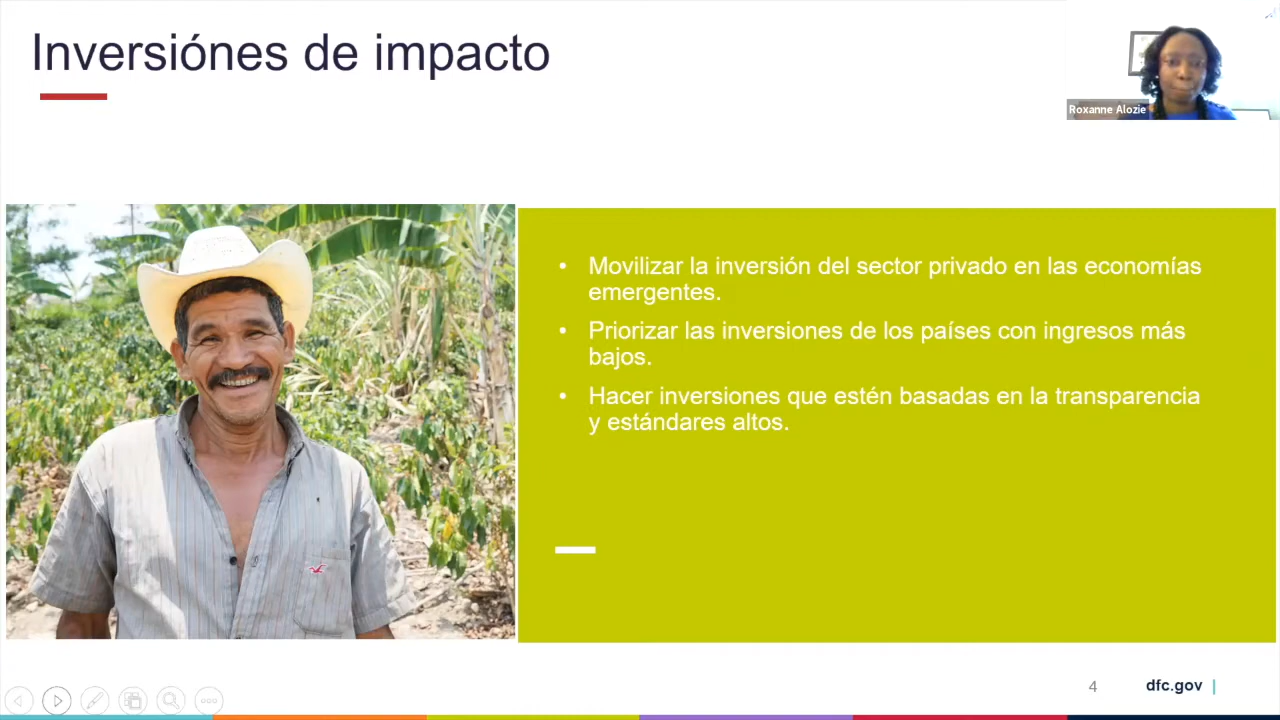 Inversiónes de impacto
Roxanne Alozie
• Movilizar la inversión del sector privado en las economías
emergentes.
• Priorizar las inversiones de los países con ingresos más
bajos.
• Hacer inversiones que estén basadas en la transparencia
y estándares altos.
4
dfc.gov |